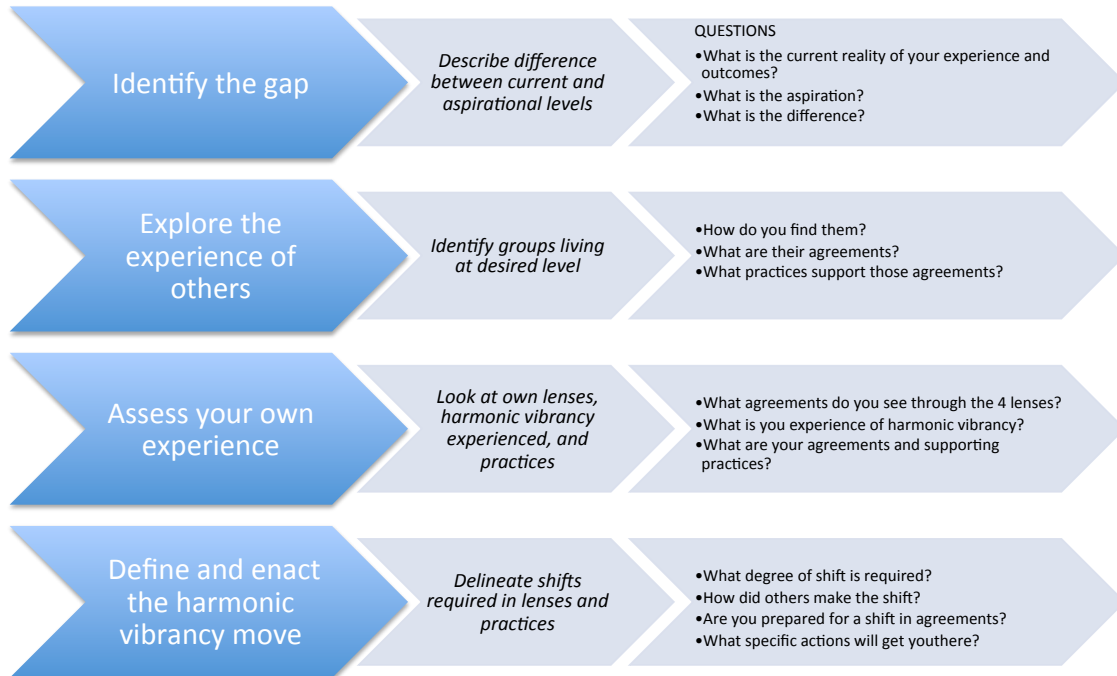 Identify the gap
Describe difference
between current and
aspirational levels
QUESTIONS
•What is the current reality of your experience and
outcomes?
•What is the aspiration?
•What is the difference?
Explore the
experience of
others
Identify groups living
at desired level
•How do you find them?
•What are their agreements?
•What practices support those agreements?
Assess your own
experience
Look at own lenses,
harmonic vibrancy
experienced, and
practices
•What agreements do you see through the 4 lenses?
•What is you experience of harmonic vibrancy?
•What are your agreements and supporting
practices?
Define and enact
the harmonic
vibrancy move
Delineate shifts
required in lenses and
practices
•What degree of shift is required?
•How did others make the shift?
•Are you prepared for a shift in agreements?
•What specific actions will get youthere?